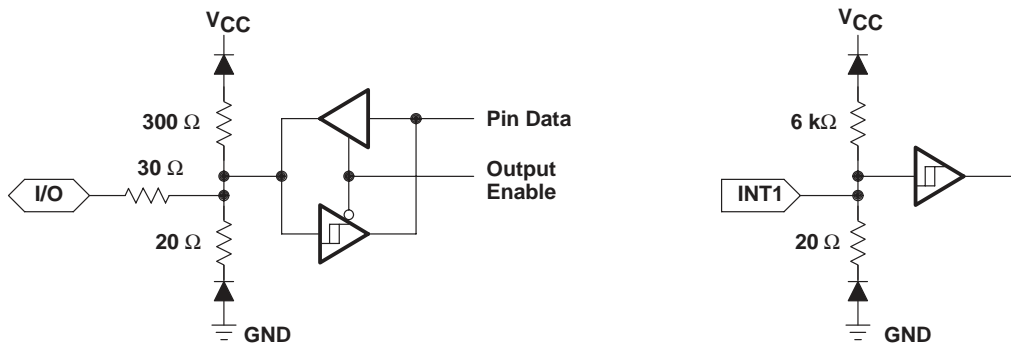 VCC
300 Ω
30 Ω
I/O
20 Ω
GND
Pin Data
Output
Enable
VCC
6 kΩ
INT1
20 Ω
GND